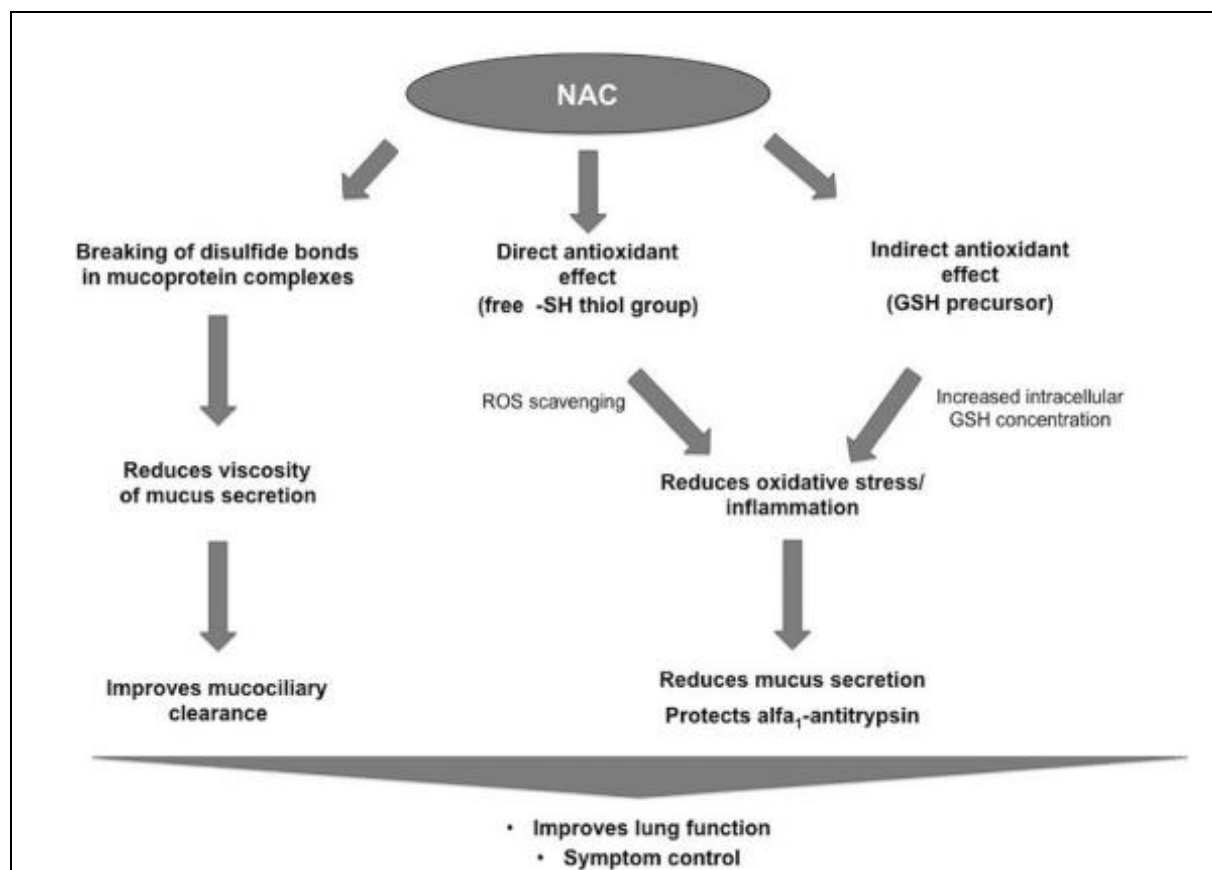 NAC
Breaking of disulfide bonds
in mucoprotein complexes
Direct antioxidant
effect
(free -SH thiol group)
Indirect antioxidant
effect
(GSH precursor)
ROS scavenging
Increased intracellular
GSH concentration
Reduces viscosity
of mucus secretion
Reduces oxidative stress/
inflammation
Improves mucociliary
clearance
Reduces mucus secretion
Protects alfa₁-antitrypsin
• Improves lung function
• Symptom control